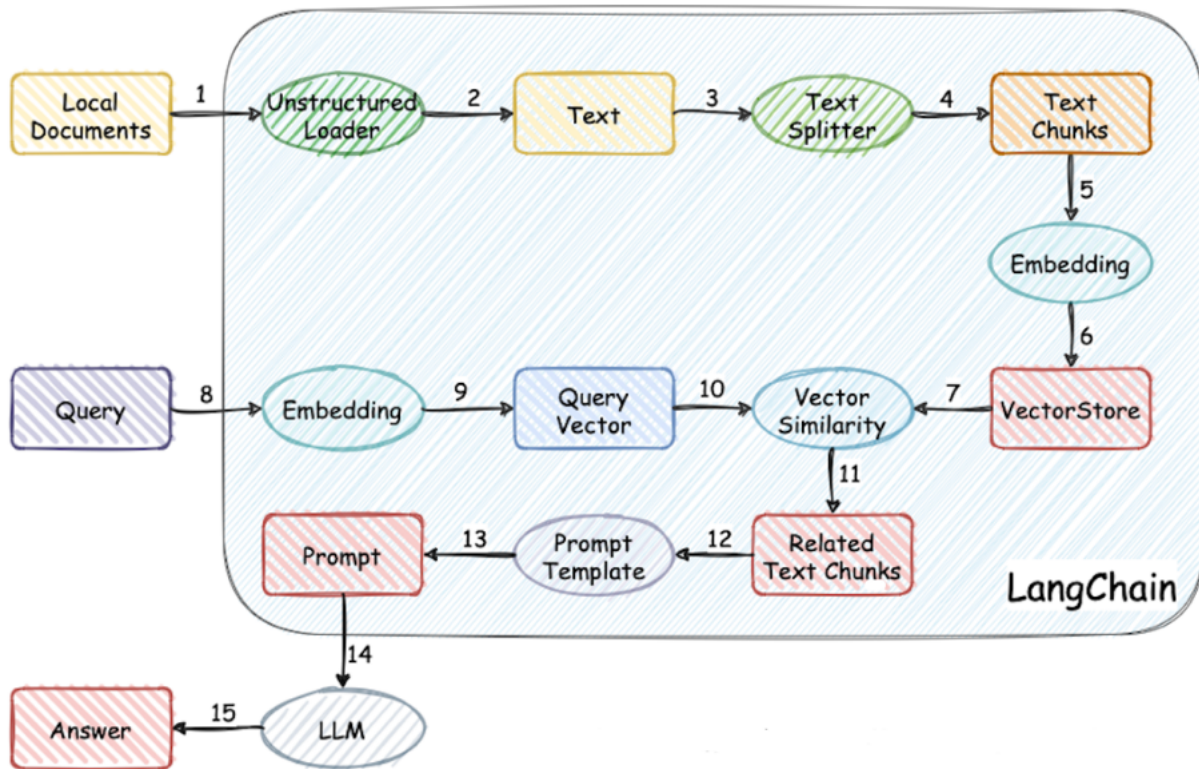 Local
Documents
1
Unstructured
Loader
2
Text
3
Text
Splitter
4
Text
Chunks
5
Embedding
6
Query
8
Embedding
9
Query
Vector
10
Vector
Similarity
7
VectorStore
11
Prompt
13
Prompt
Template
12
Related
Text Chunks
LangChain
14
Answer
15
LLM